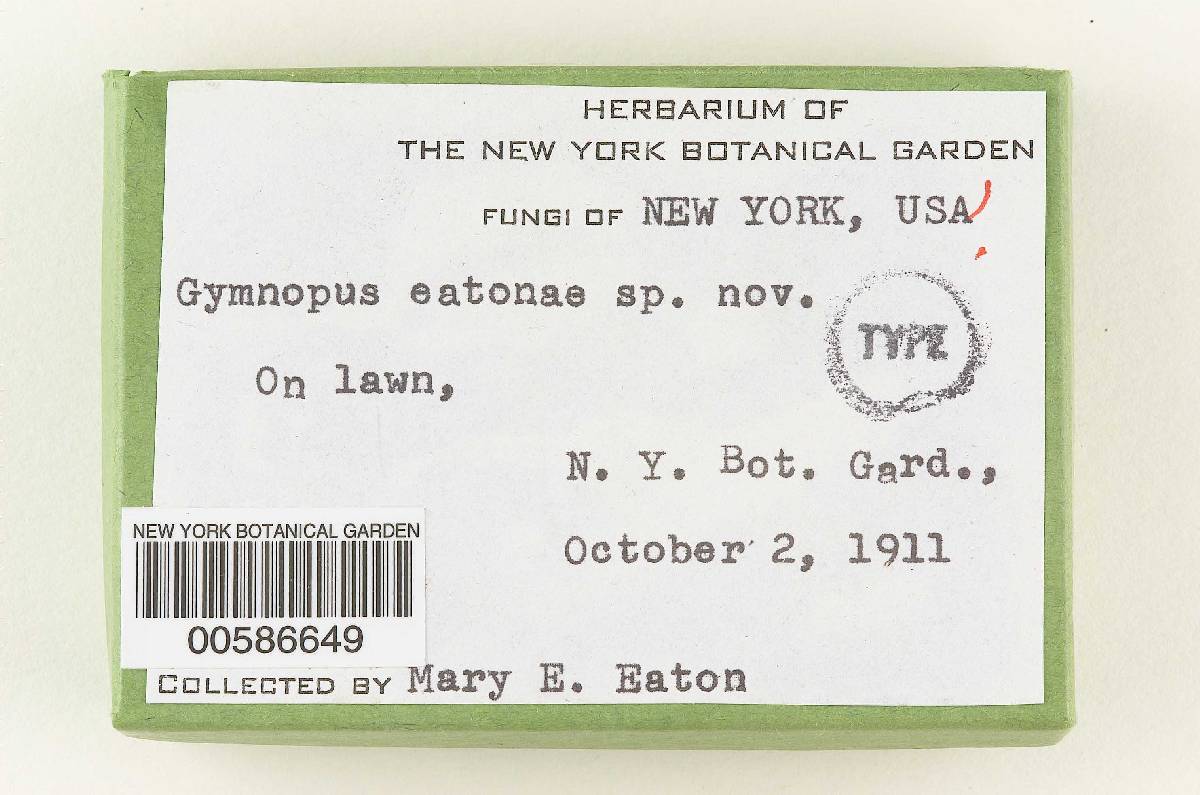 HERBARIUM OF
THE NEW YORK BOTANICAL GARDEN
FUNGI OF NEW YORK, USA
Gymnopus eatonae sp. nov.
TYPE
On lawn,
N. Y. Bot. Gard.,
October 2, 1911
NEW YORK BOTANICAL GARDEN
00586649
COLLECTED BY Mary E. Eaton